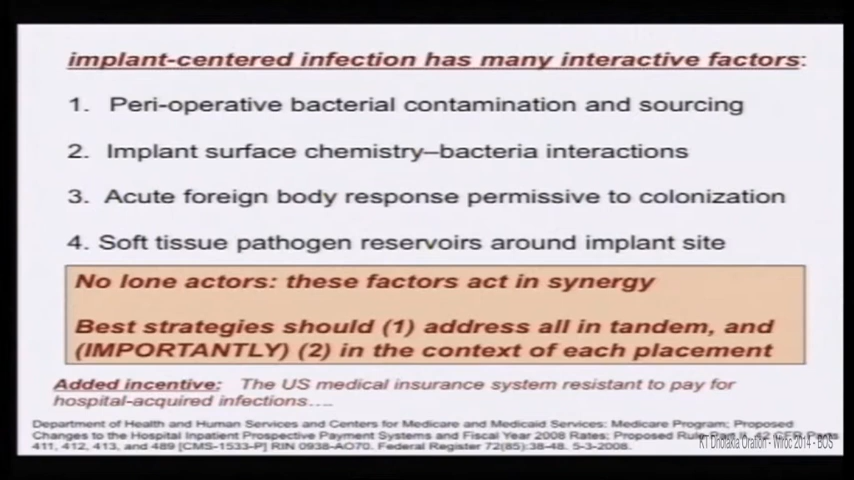 implant-centered infection has many interactive factors:
1. Peri-operative bacterial contamination and sourcing
2. Implant surface chemistry–bacteria interactions
3. Acute foreign body response permissive to colonization
4. Soft tissue pathogen reservoirs around implant site
No lone actors: these factors act in synergy
Best strategies should (1) address all in tandem, and
(IMPORTANTLY) (2) in the context of each placement
Added incentive: The US medical insurance system resistant to pay for
hospital-acquired infections....
Department of Health and Human Services and Centers for Medicare and Medicaid Services: Medicare Program; Proposed
Changes to the Hospital Inpatient Prospective Payment Systems and Fiscal Year 2008 Rates; Proposed Rule. 42 CFR Parts
411, 412, 413, and 489 [CMS-1533-P] RIN 0938-AO70. Federal Register 72(85):38-48. 5-3-2008.
KT Dholakia Oration - Wiroc 2014 - BOS